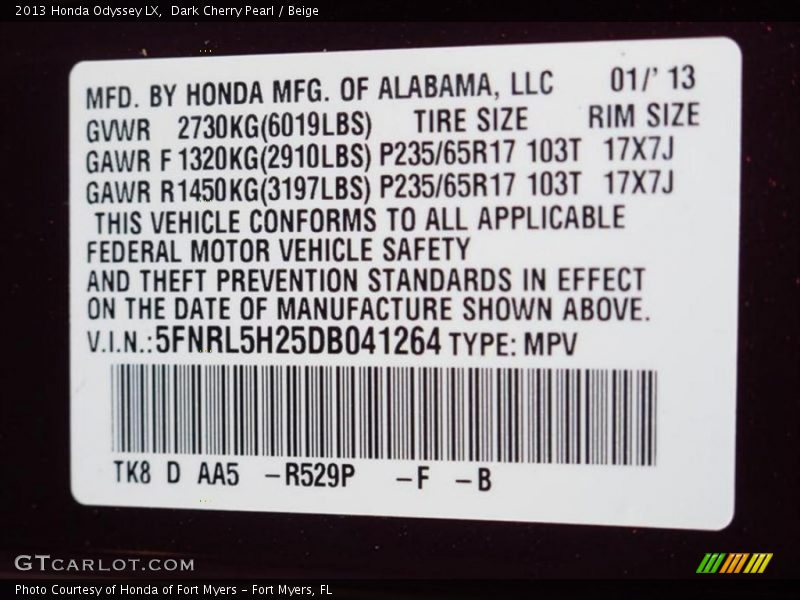 2013 Honda Odyssey LX, Dark Cherry Pearl / Beige
MFD. BY HONDA MFG. OF ALABAMA, LLC 01/' 13
GVWR 2730KG(6019LBS) TIRE SIZE RIM SIZE
GAWR F 1320KG(2910LBS) P235/65R17 103T 17X7J
GAWR R1450KG(3197LBS) P235/65R17 103T 17X7J
THIS VEHICLE CONFORMS TO ALL APPLICABLE
FEDERAL MOTOR VEHICLE SAFETY
AND THEFT PREVENTION STANDARDS IN EFFECT
ON THE DATE OF MANUFACTURE SHOWN ABOVE.
V.I.N.:5FNRL5H25DB041264 TYPE: MPV
TK8 D AA5 –R529P –F –B
GTCARLOT.COM
Photo Courtesy of Honda of Fort Myers – Fort Myers, FL